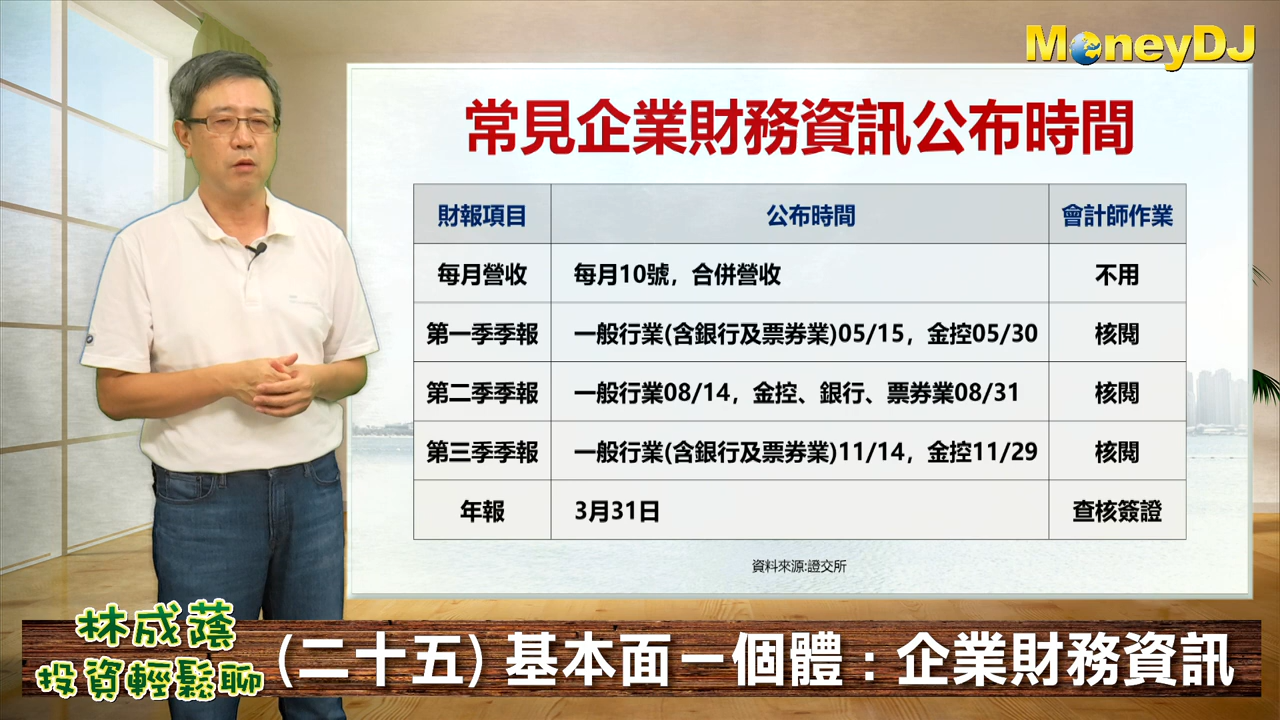 MoneyDJ
常見企業財務資訊公布時間
財報項目 公布時間 會計師作業
每月營收 每月10號，合併營收 不用
第一季季報 一般行業(含銀行及票券業)05/15，金控05/30 核閱
第二季季報 一般行業08/14，金控、銀行、票券業08/31 核閱
第三季季報 一般行業(含銀行及票券業)11/14，金控11/29 核閱
年報 3月31日 查核簽證
資料來源:證交所
林成蔭
投資輕鬆聊
(二十五) 基本面－個體：企業財務資訊